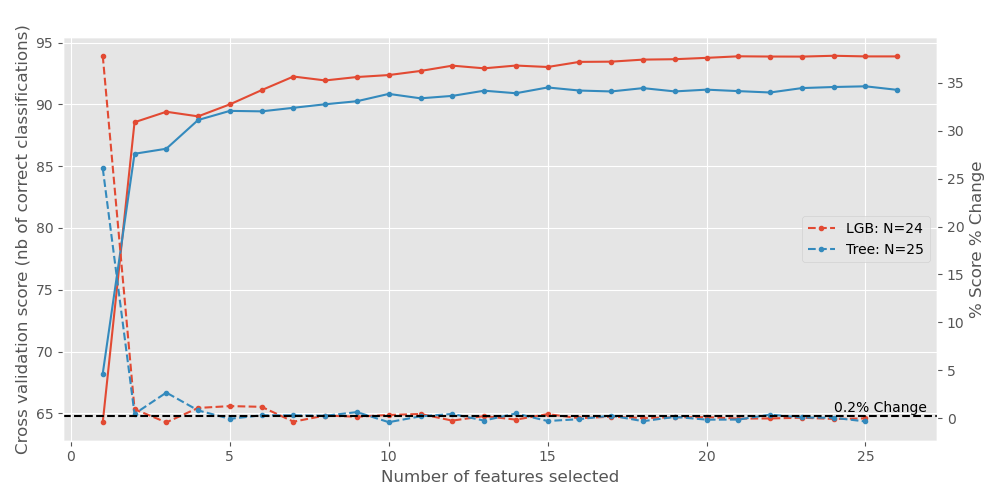 Cross validation score (nb of correct classifications)
95
90
85
80
75
70
65
35
30
25
20
15
10
5
0
% Score % Change
LGB: N=24
Tree: N=25
0.2% Change
0 5 10 15 20 25
Number of features selected